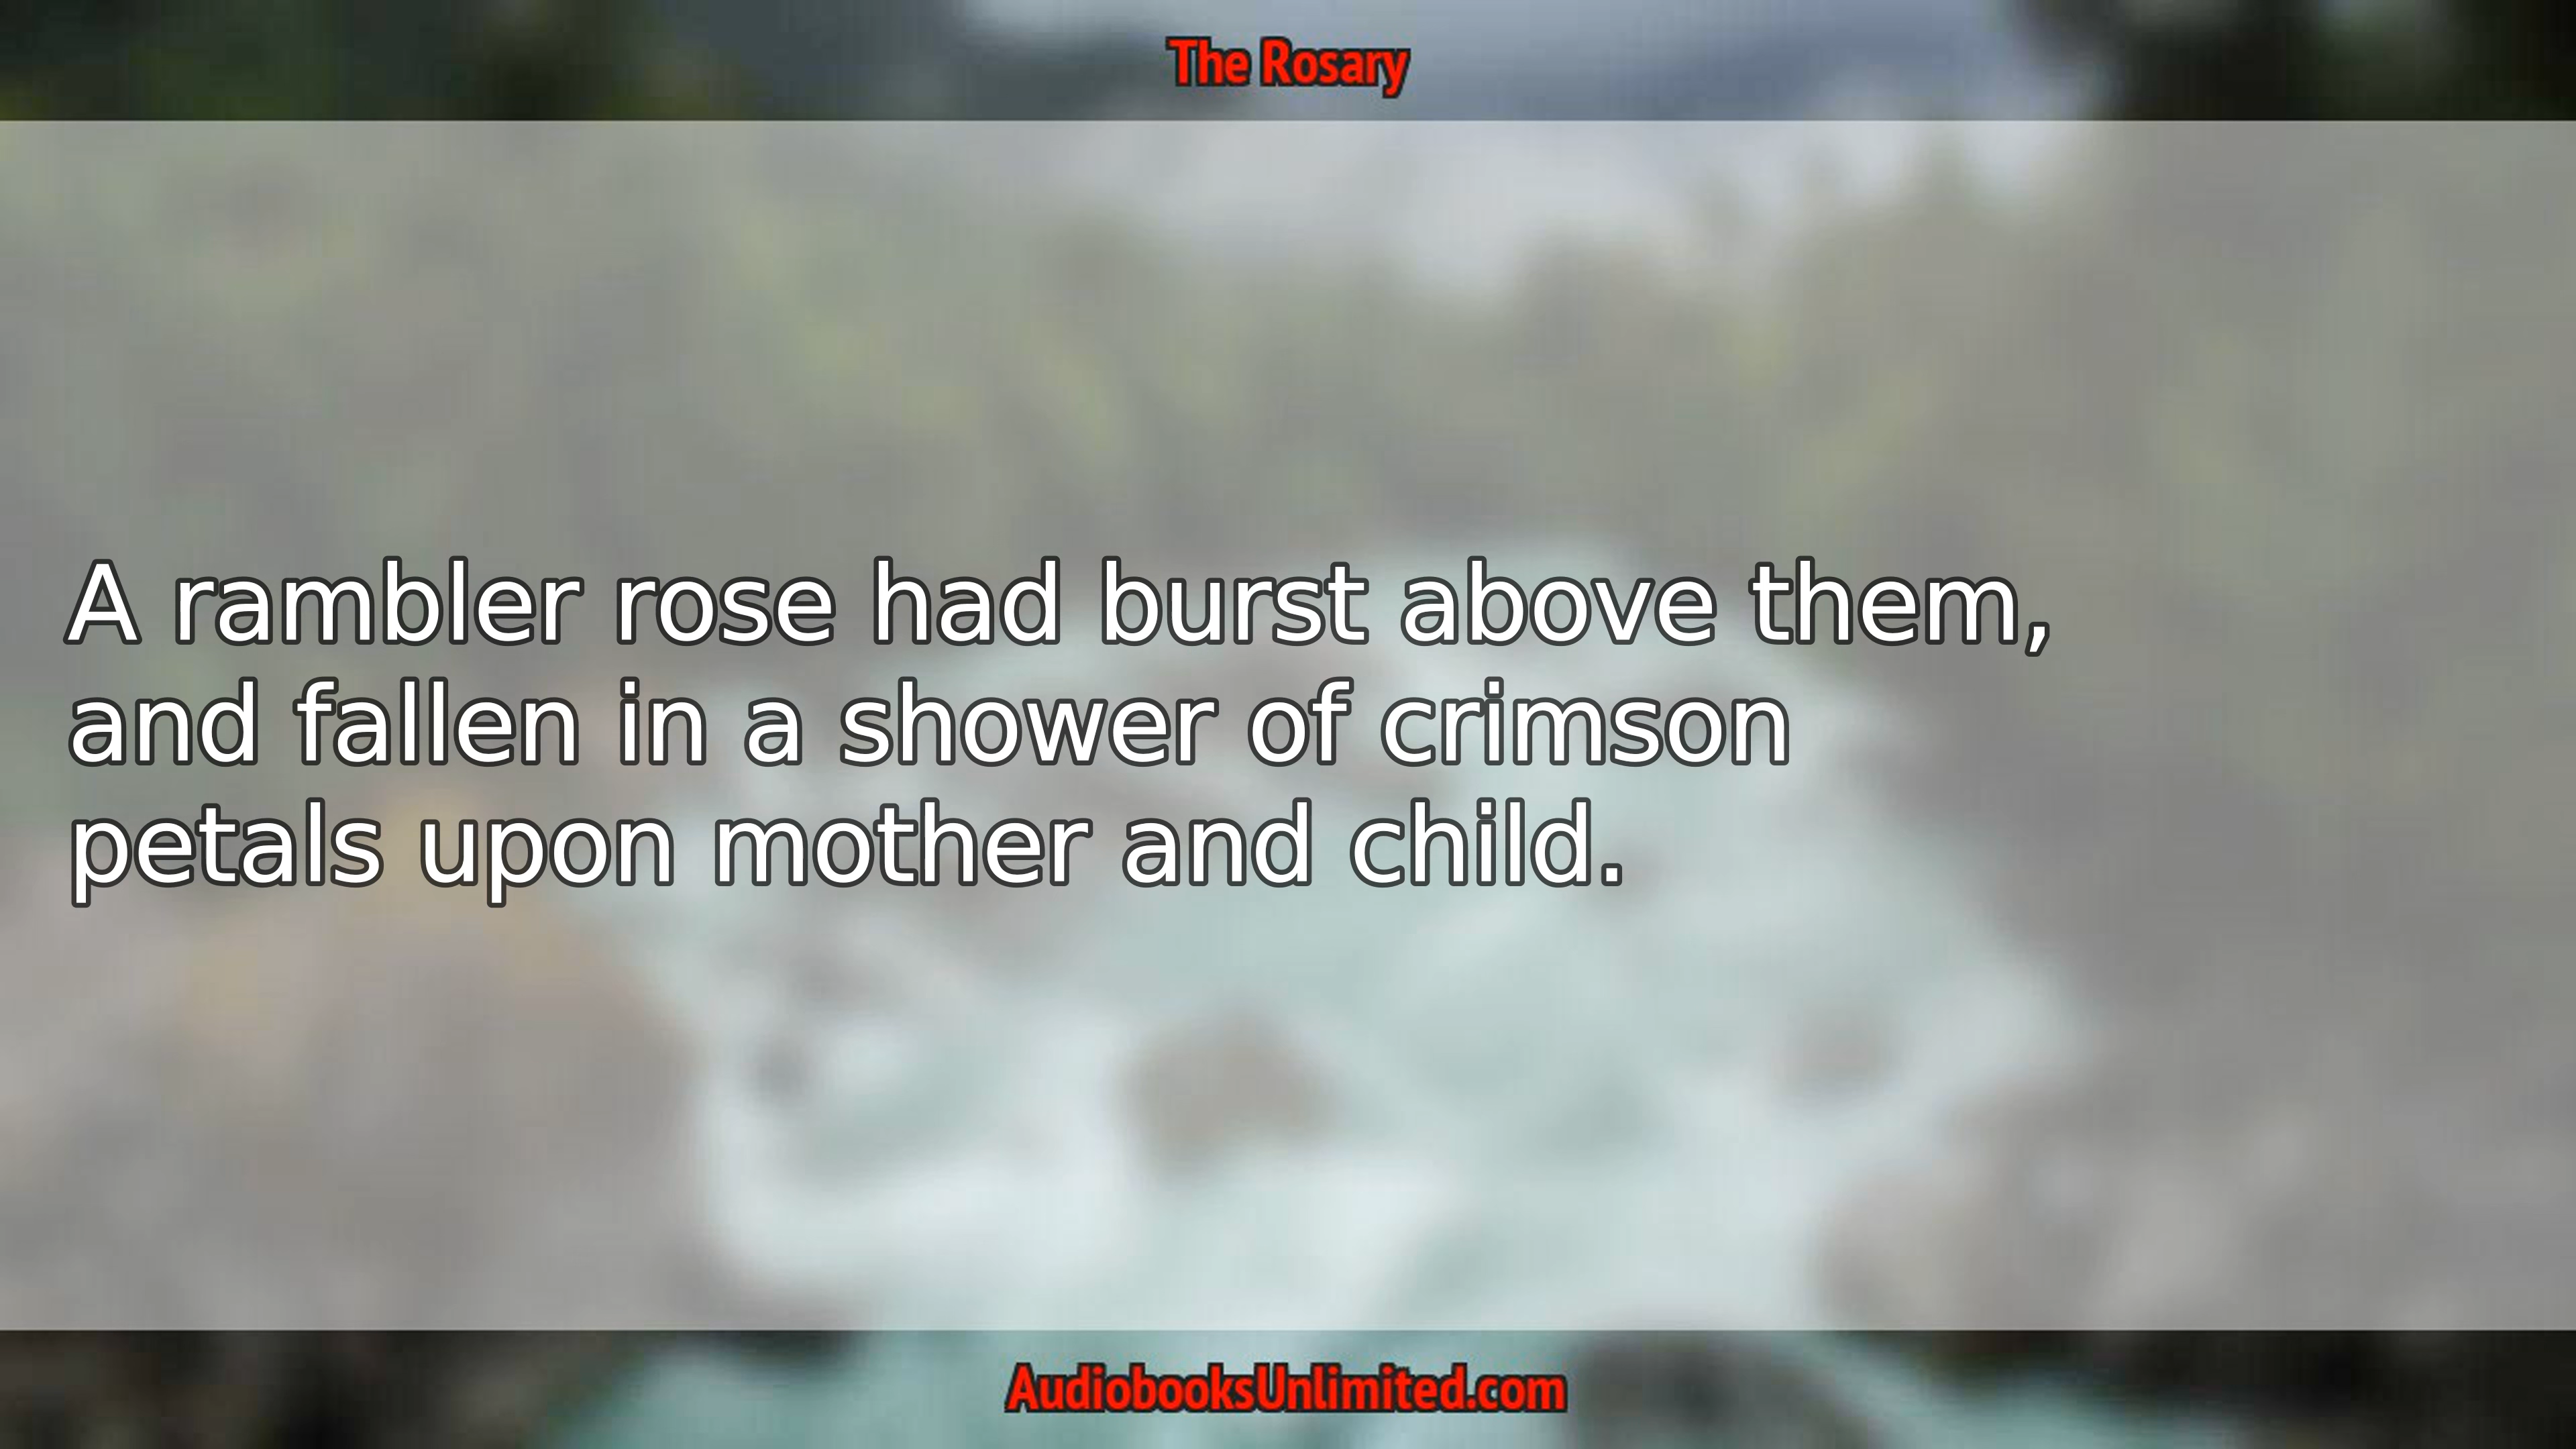 The Rosary
A rambler rose had burst above them,
and fallen in a shower of crimson
petals upon mother and child.
AudiobooksUnlimited.com